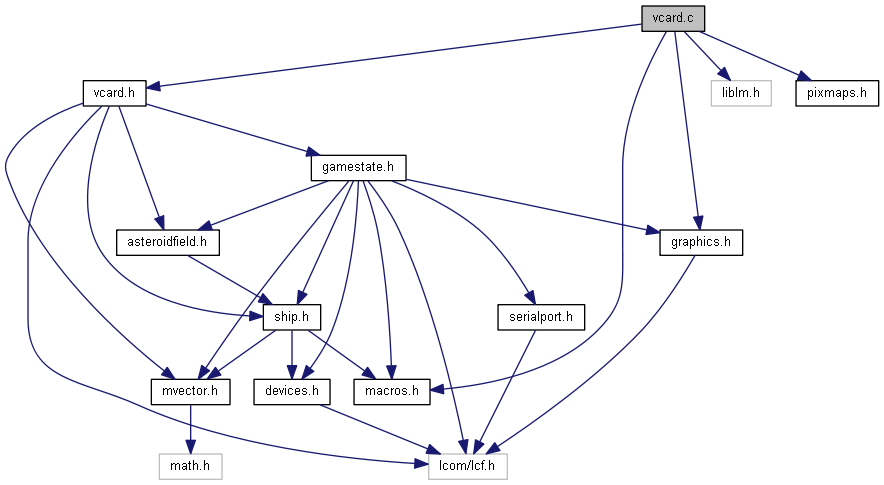 vcard.c
vcard.h
liblm.h
pixmaps.h
gamestate.h
asteroidfield.h
graphics.h
ship.h
serialport.h
mvector.h
devices.h
macros.h
math.h
lcom/lcf.h